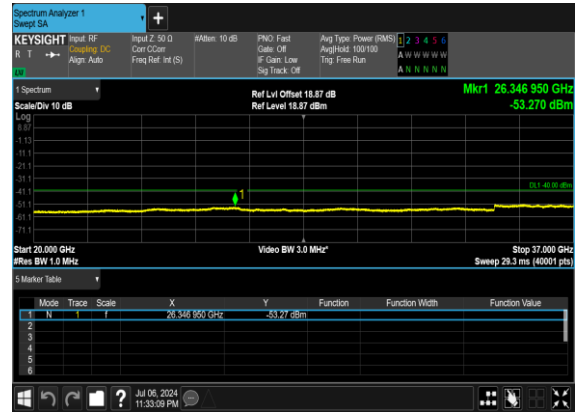 Spectrum Analyzer 1
Swept SA
+
KEYSIGHT Input: RF Input Z: 50 Ω #Atten: 10 dB PNO: Fast Avg Type: Power (RMS) 1 2 3 4 5 6
R T Coupling: DC Corr CCorr Gate: Off Avg|Hold: 100/100 A W W W W W
Align: Auto Freq Ref: Int (S) IF Gain: Low Trig: Free Run
Sig Track: Off A N N N N N
1 Spectrum Ref Lvl Offset 18.87 dB Mkr1 26.346 950 GHz
Scale/Div 10 dB Ref Level 18.87 dBm -53.270 dBm
Log
8.87
-1.13
-11.1
-21.1
-31.1
DL1 -40.00 dBm
-41.1
1
-51.1
-61.1
-71.1
Start 20.000 GHz Video BW 3.0 MHz* Stop 37.000 GHz
#Res BW 1.0 MHz Sweep 29.3 ms (40001 pts)
5 Marker Table
Mode Trace Scale X Y Function Function Width Function Value
1 N 1 f 26.346 950 GHz -53.27 dBm
2
3
4
5
6
? Jul 06, 2024
11:33:09 PM